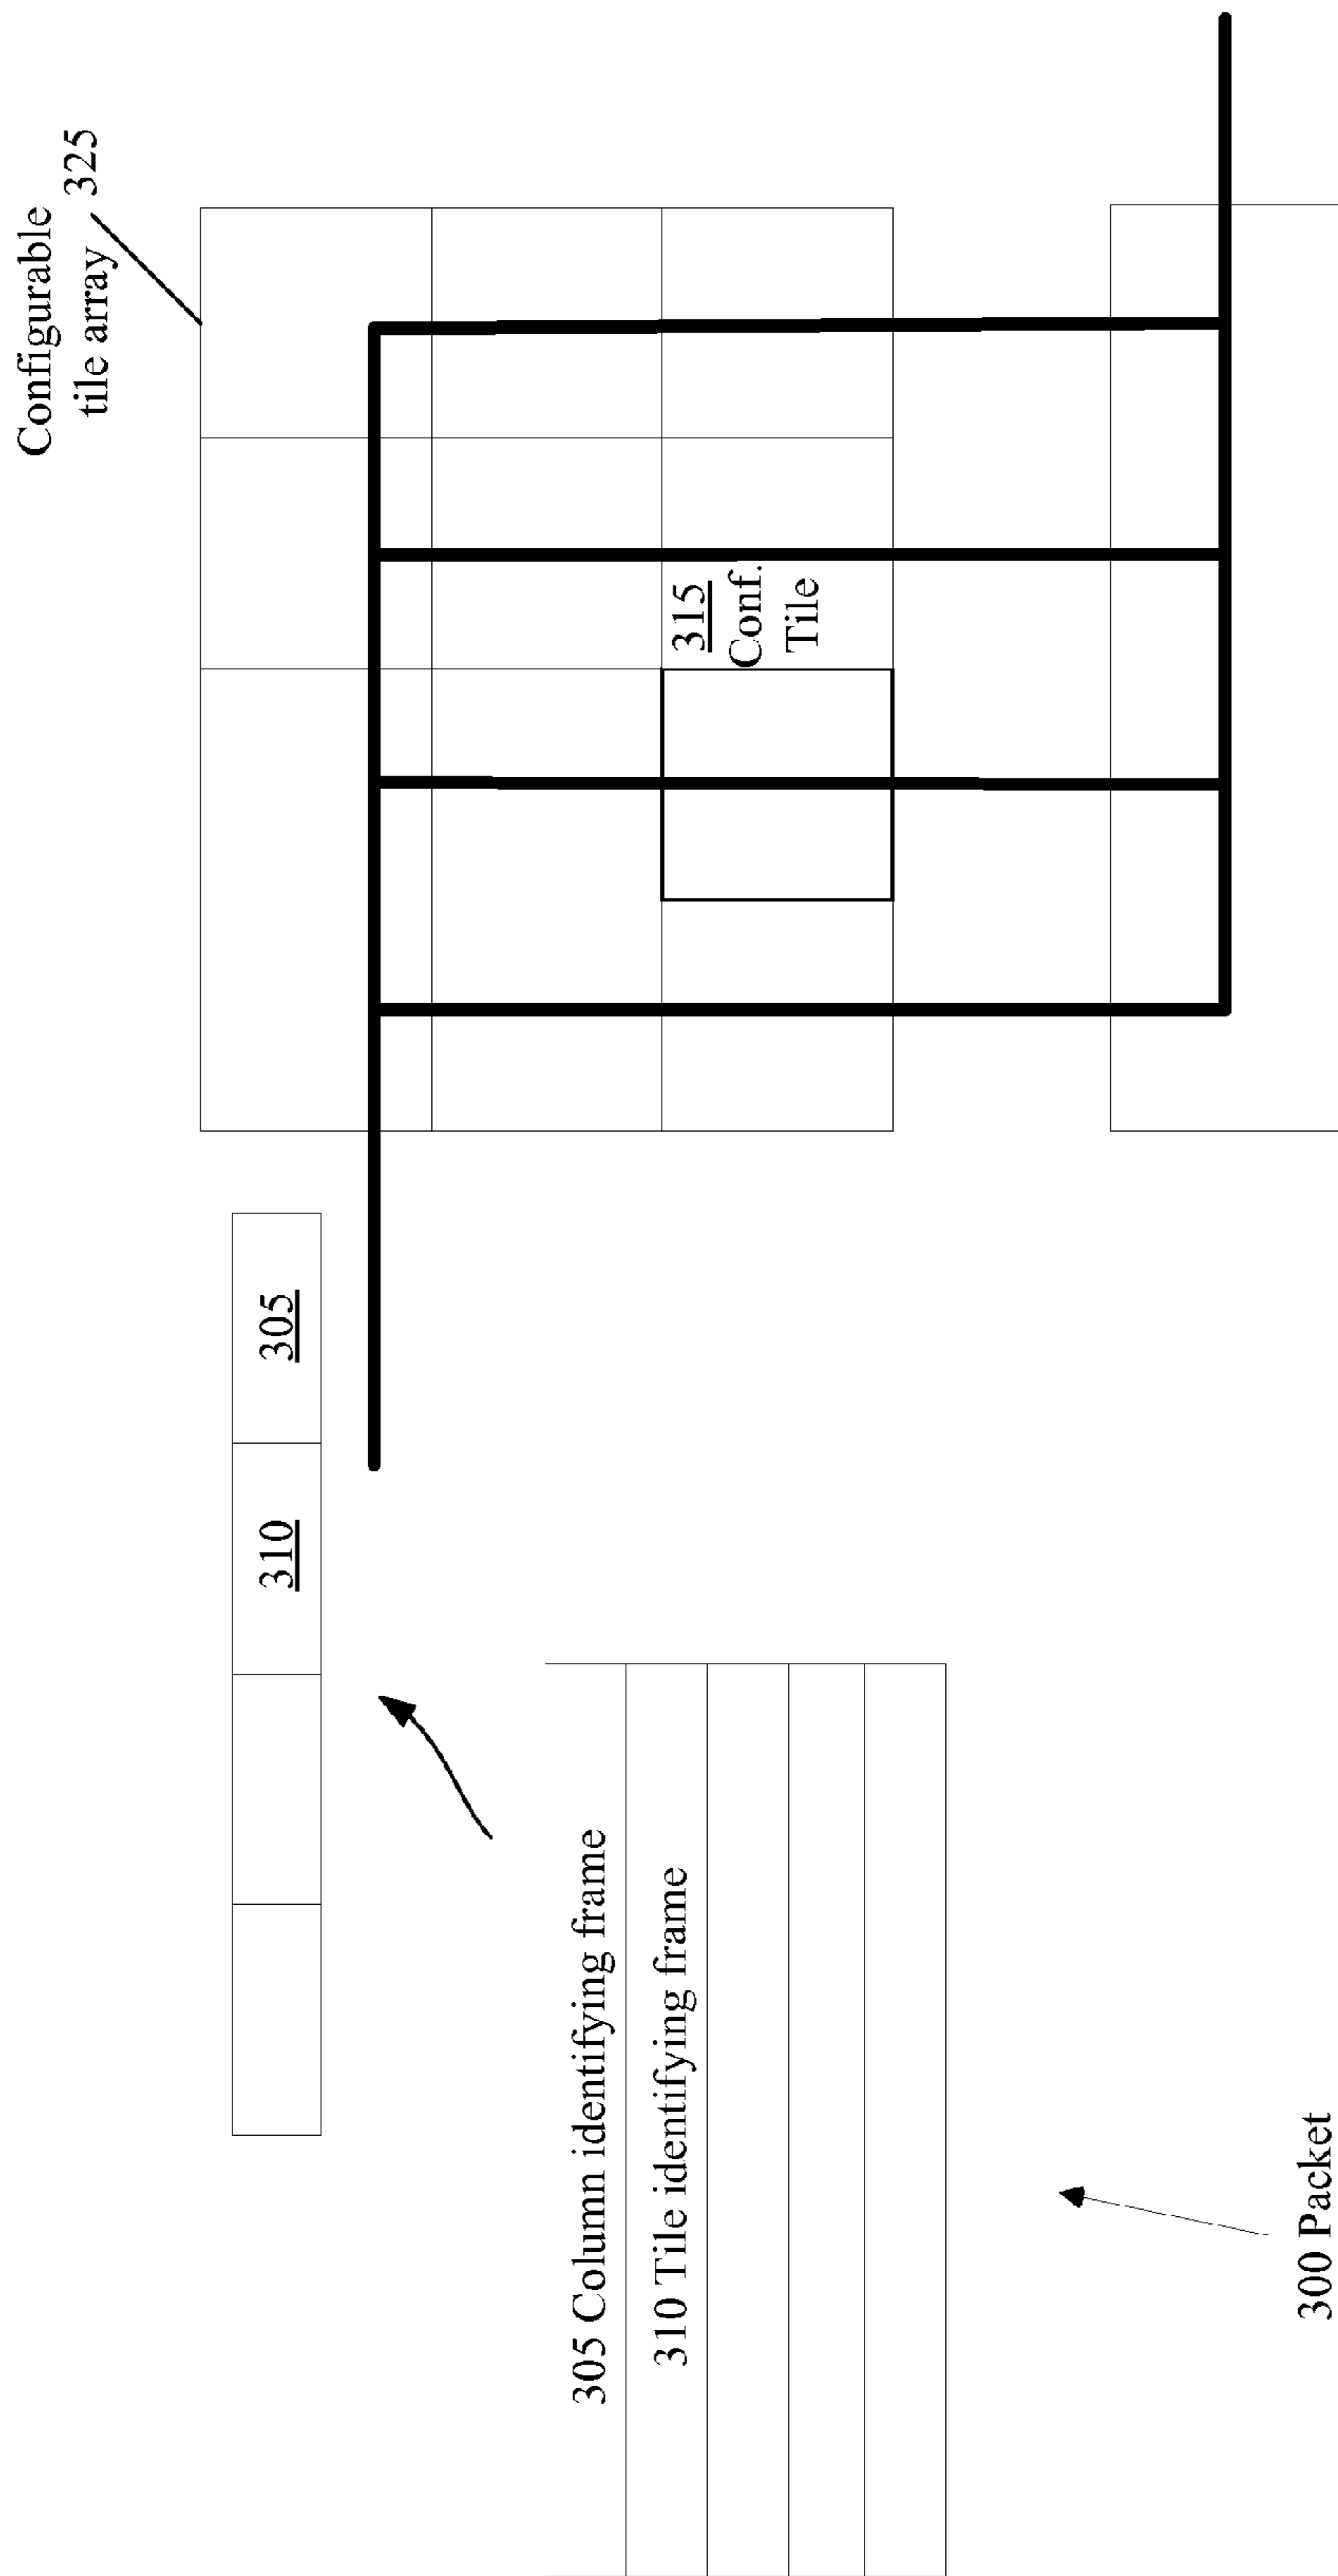 Configurable
tile array 325
305
310
315
Conf.
Tile
305 Column identifying frame
310 Tile identifying frame
300 Packet